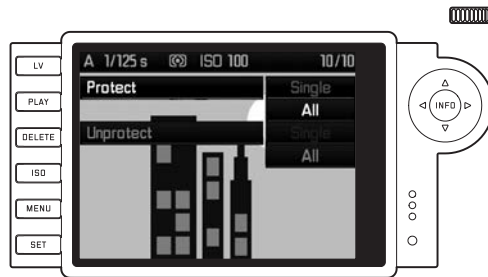 LV
PLAY
DELETE
ISO
MENU
SET
A 1/125 s ISO 100 10/10
Protect Single
All
Unprotect Single
All
INFO